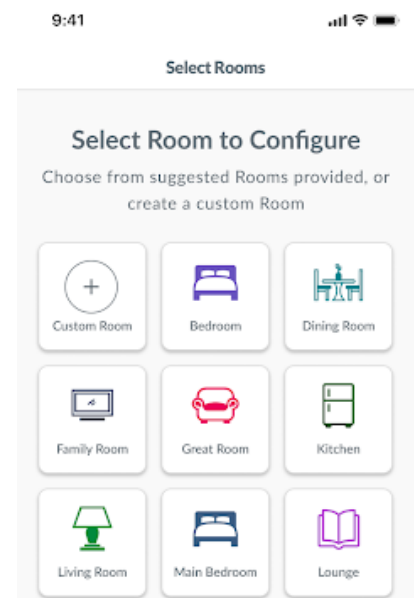 9:41
Select Rooms
Select Room to Configure
Choose from suggested Rooms provided, or
create a custom Room
Custom Room
Bedroom
Dining Room
Family Room
Great Room
Kitchen
Living Room
Main Bedroom
Lounge